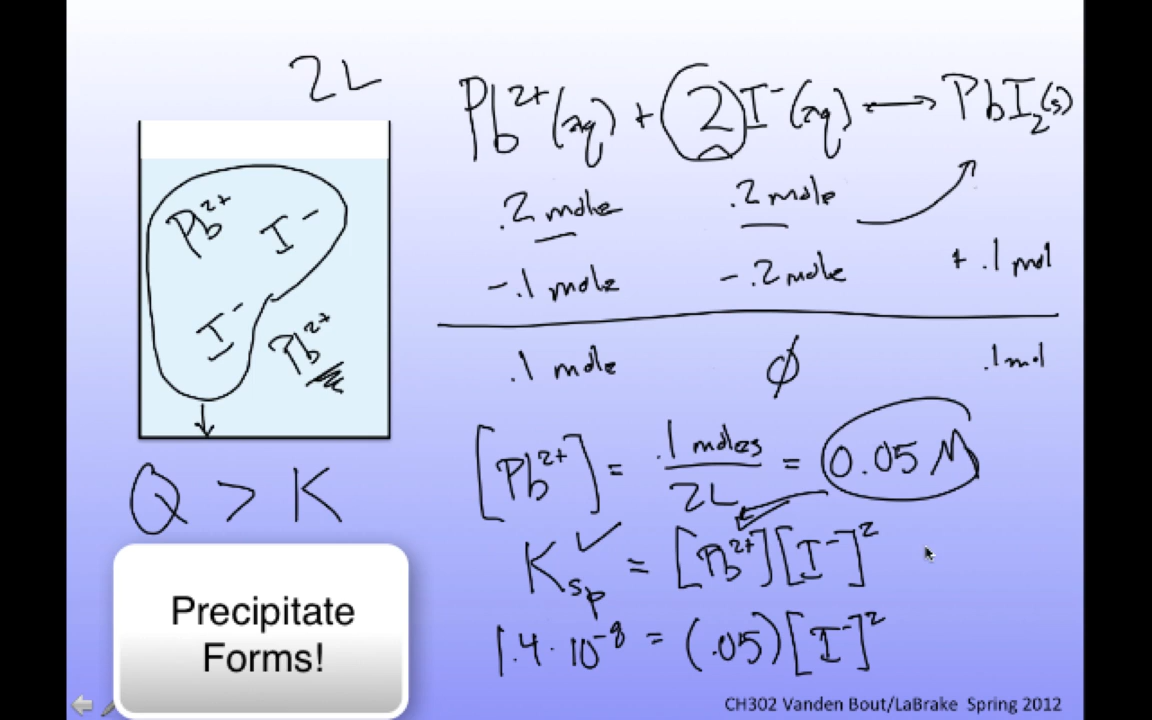 2L
Pb²⁺(aq) + 2I⁻(aq) ⟷ PbI₂(s)
.2 mole .2 mole
-.1 mole -.2 mole + .1 mol
.1 mole ϕ .1 mol
Pb²⁺ I⁻
I⁻ Pb²⁺
[Pb²⁺] = .1 moles / 2L = 0.05 M
Q > K
Ksp ✓ = [Pb²⁺][I⁻]²
1.4 · 10⁻⁸ = (.05)[I⁻]²
Precipitate
Forms!
CH302 Vanden Bout/LaBrake Spring 2012